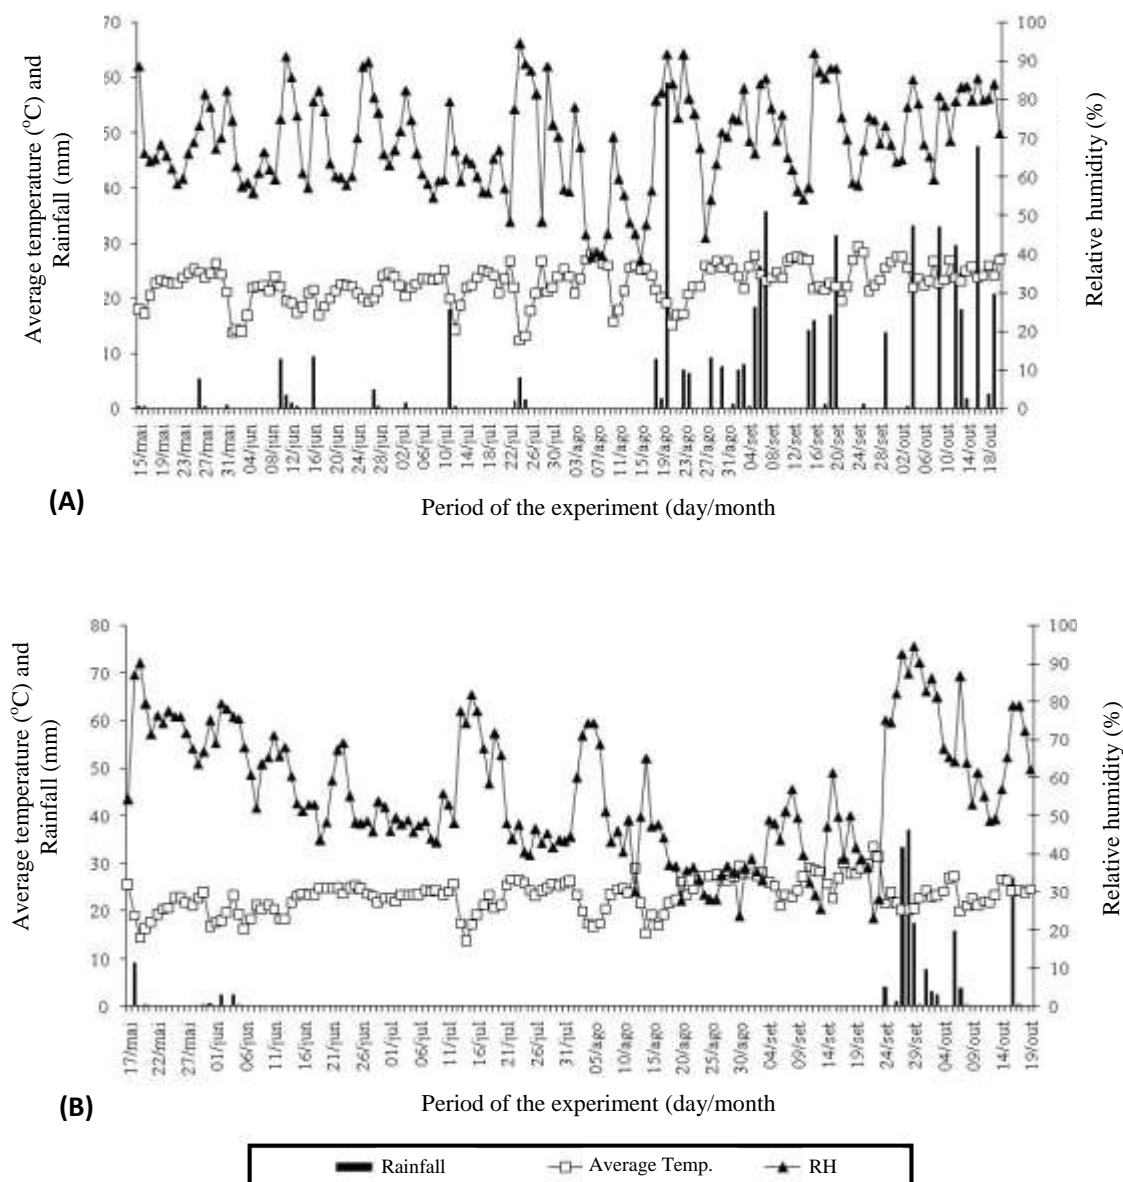 70
60
50
40
30
20
10
0
100
90
80
70
60
50
40
30
20
10
0
Average temperature (°C) and
Rainfall (mm)
Relative humidity (%)
15/mai
19/mai
23/mai
27/mai
31/mai
04/jun
08/jun
12/jun
16/jun
20/jun
24/jun
28/jun
02/jul
06/jul
10/jul
14/jul
18/jul
22/jul
26/jul
30/jul
03/ago
07/ago
11/ago
15/ago
19/ago
23/ago
27/ago
31/ago
04/set
08/set
12/set
16/set
20/set
24/set
28/set
02/out
06/out
10/out
14/out
18/out
(A)
Period of the experiment (day/month
80
70
60
50
40
30
20
10
0
100
90
80
70
60
50
40
30
20
10
0
Average temperature (°C) and
Rainfall (mm)
Relative humidity (%)
17/mai
22/mai
27/mai
01/jun
06/jun
11/jun
16/jun
21/jun
26/jun
01/jul
06/jul
11/jul
16/jul
21/jul
26/jul
31/jul
05/ago
10/ago
15/ago
20/ago
25/ago
30/ago
04/set
09/set
14/set
19/set
24/set
29/set
04/out
09/out
14/out
19/out
(B)
Period of the experiment (day/month
Rainfall
Average Temp.
RH